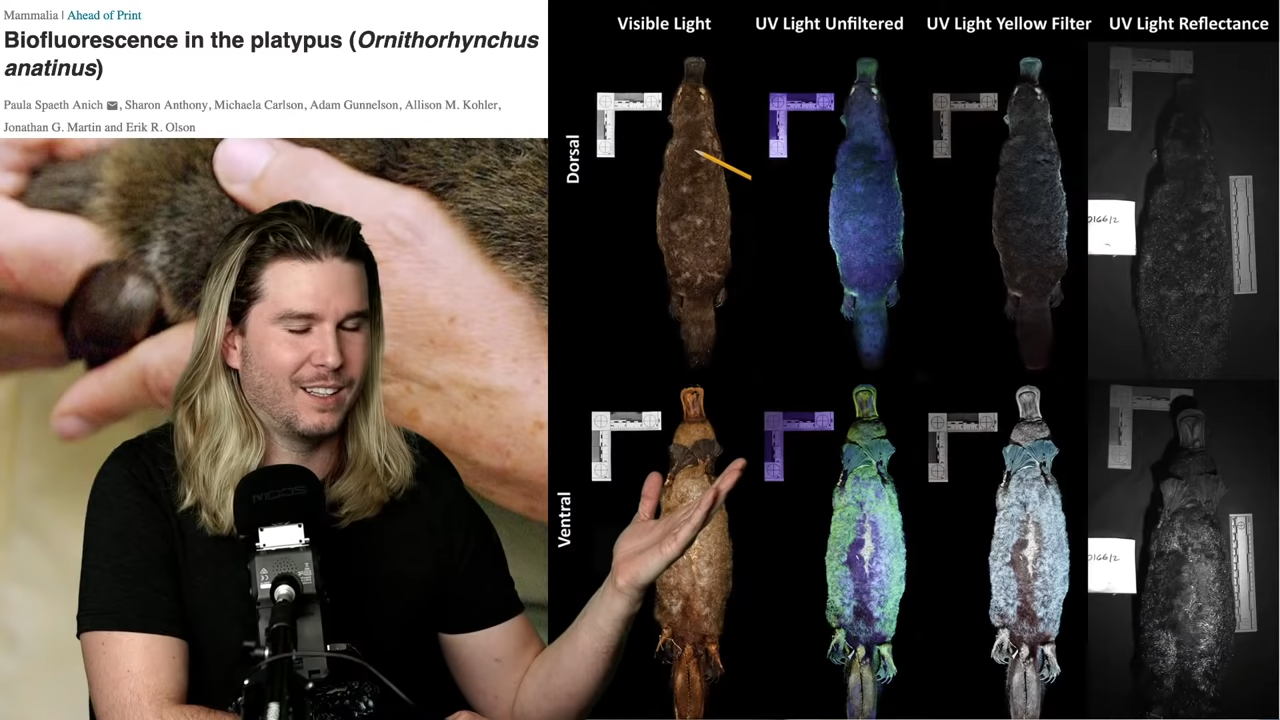 Mammalia | Ahead of Print
Biofluorescence in the platypus (Ornithorhynchus
anatinus)
Paula Spaeth Anich, Sharon Anthony, Michaela Carlson, Adam Gunnelson, Allison M. Kohler,
Jonathan G. Martin and Erik R. Olson
Visible Light
UV Light Unfiltered
UV Light Yellow Filter
UV Light Reflectance
Dorsal
Ventral